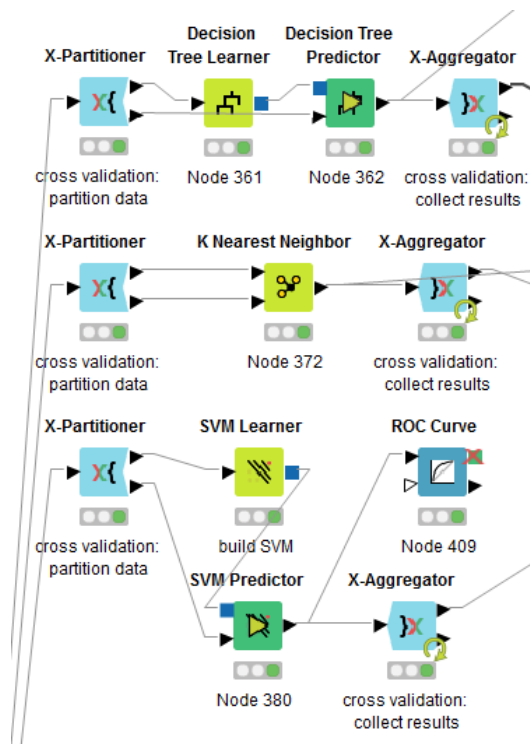 Decision
Decision Tree
X-Partitioner
Tree Learner
Predictor
X-Aggregator
cross validation:
partition data
Node 361
Node 362
cross validation:
collect results
X-Partitioner
K Nearest Neighbor
X-Aggregator
cross validation:
partition data
Node 372
cross validation:
collect results
X-Partitioner
SVM Learner
ROC Curve
cross validation:
partition data
build SVM
Node 409
SVM Predictor
X-Aggregator
Node 380
cross validation:
collect results